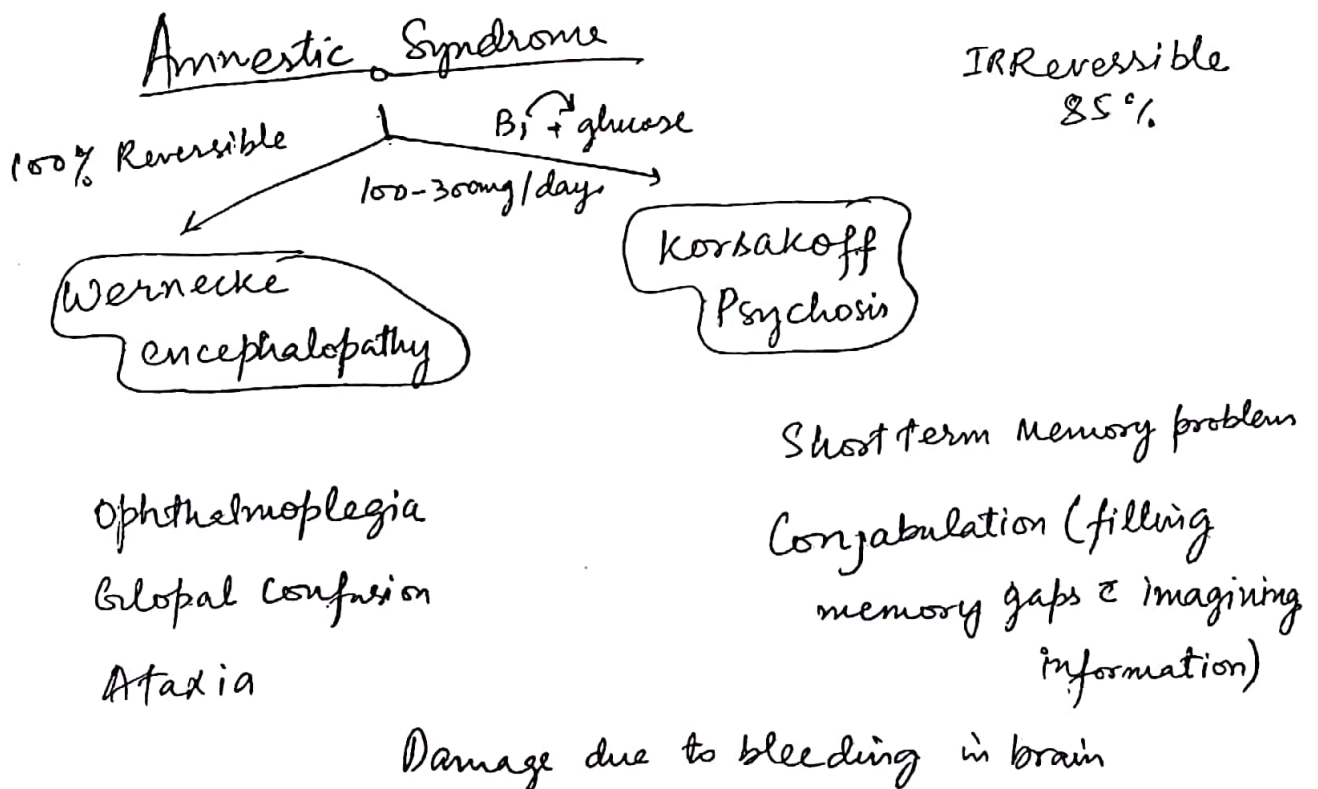 Amnestic Syndrome
IRReversible
85%
100% Reversible
B1 + glucose
100-300mg/day.
Wernecke
encephalopathy
Korsakoff
Psychosis
Short term Memory problem
Ophthalmoplegia
Conjabulation (filling
Glopal Confusion
memory gaps c̄ imagining
information)
Ataxia
Damage due to bleeding in brain